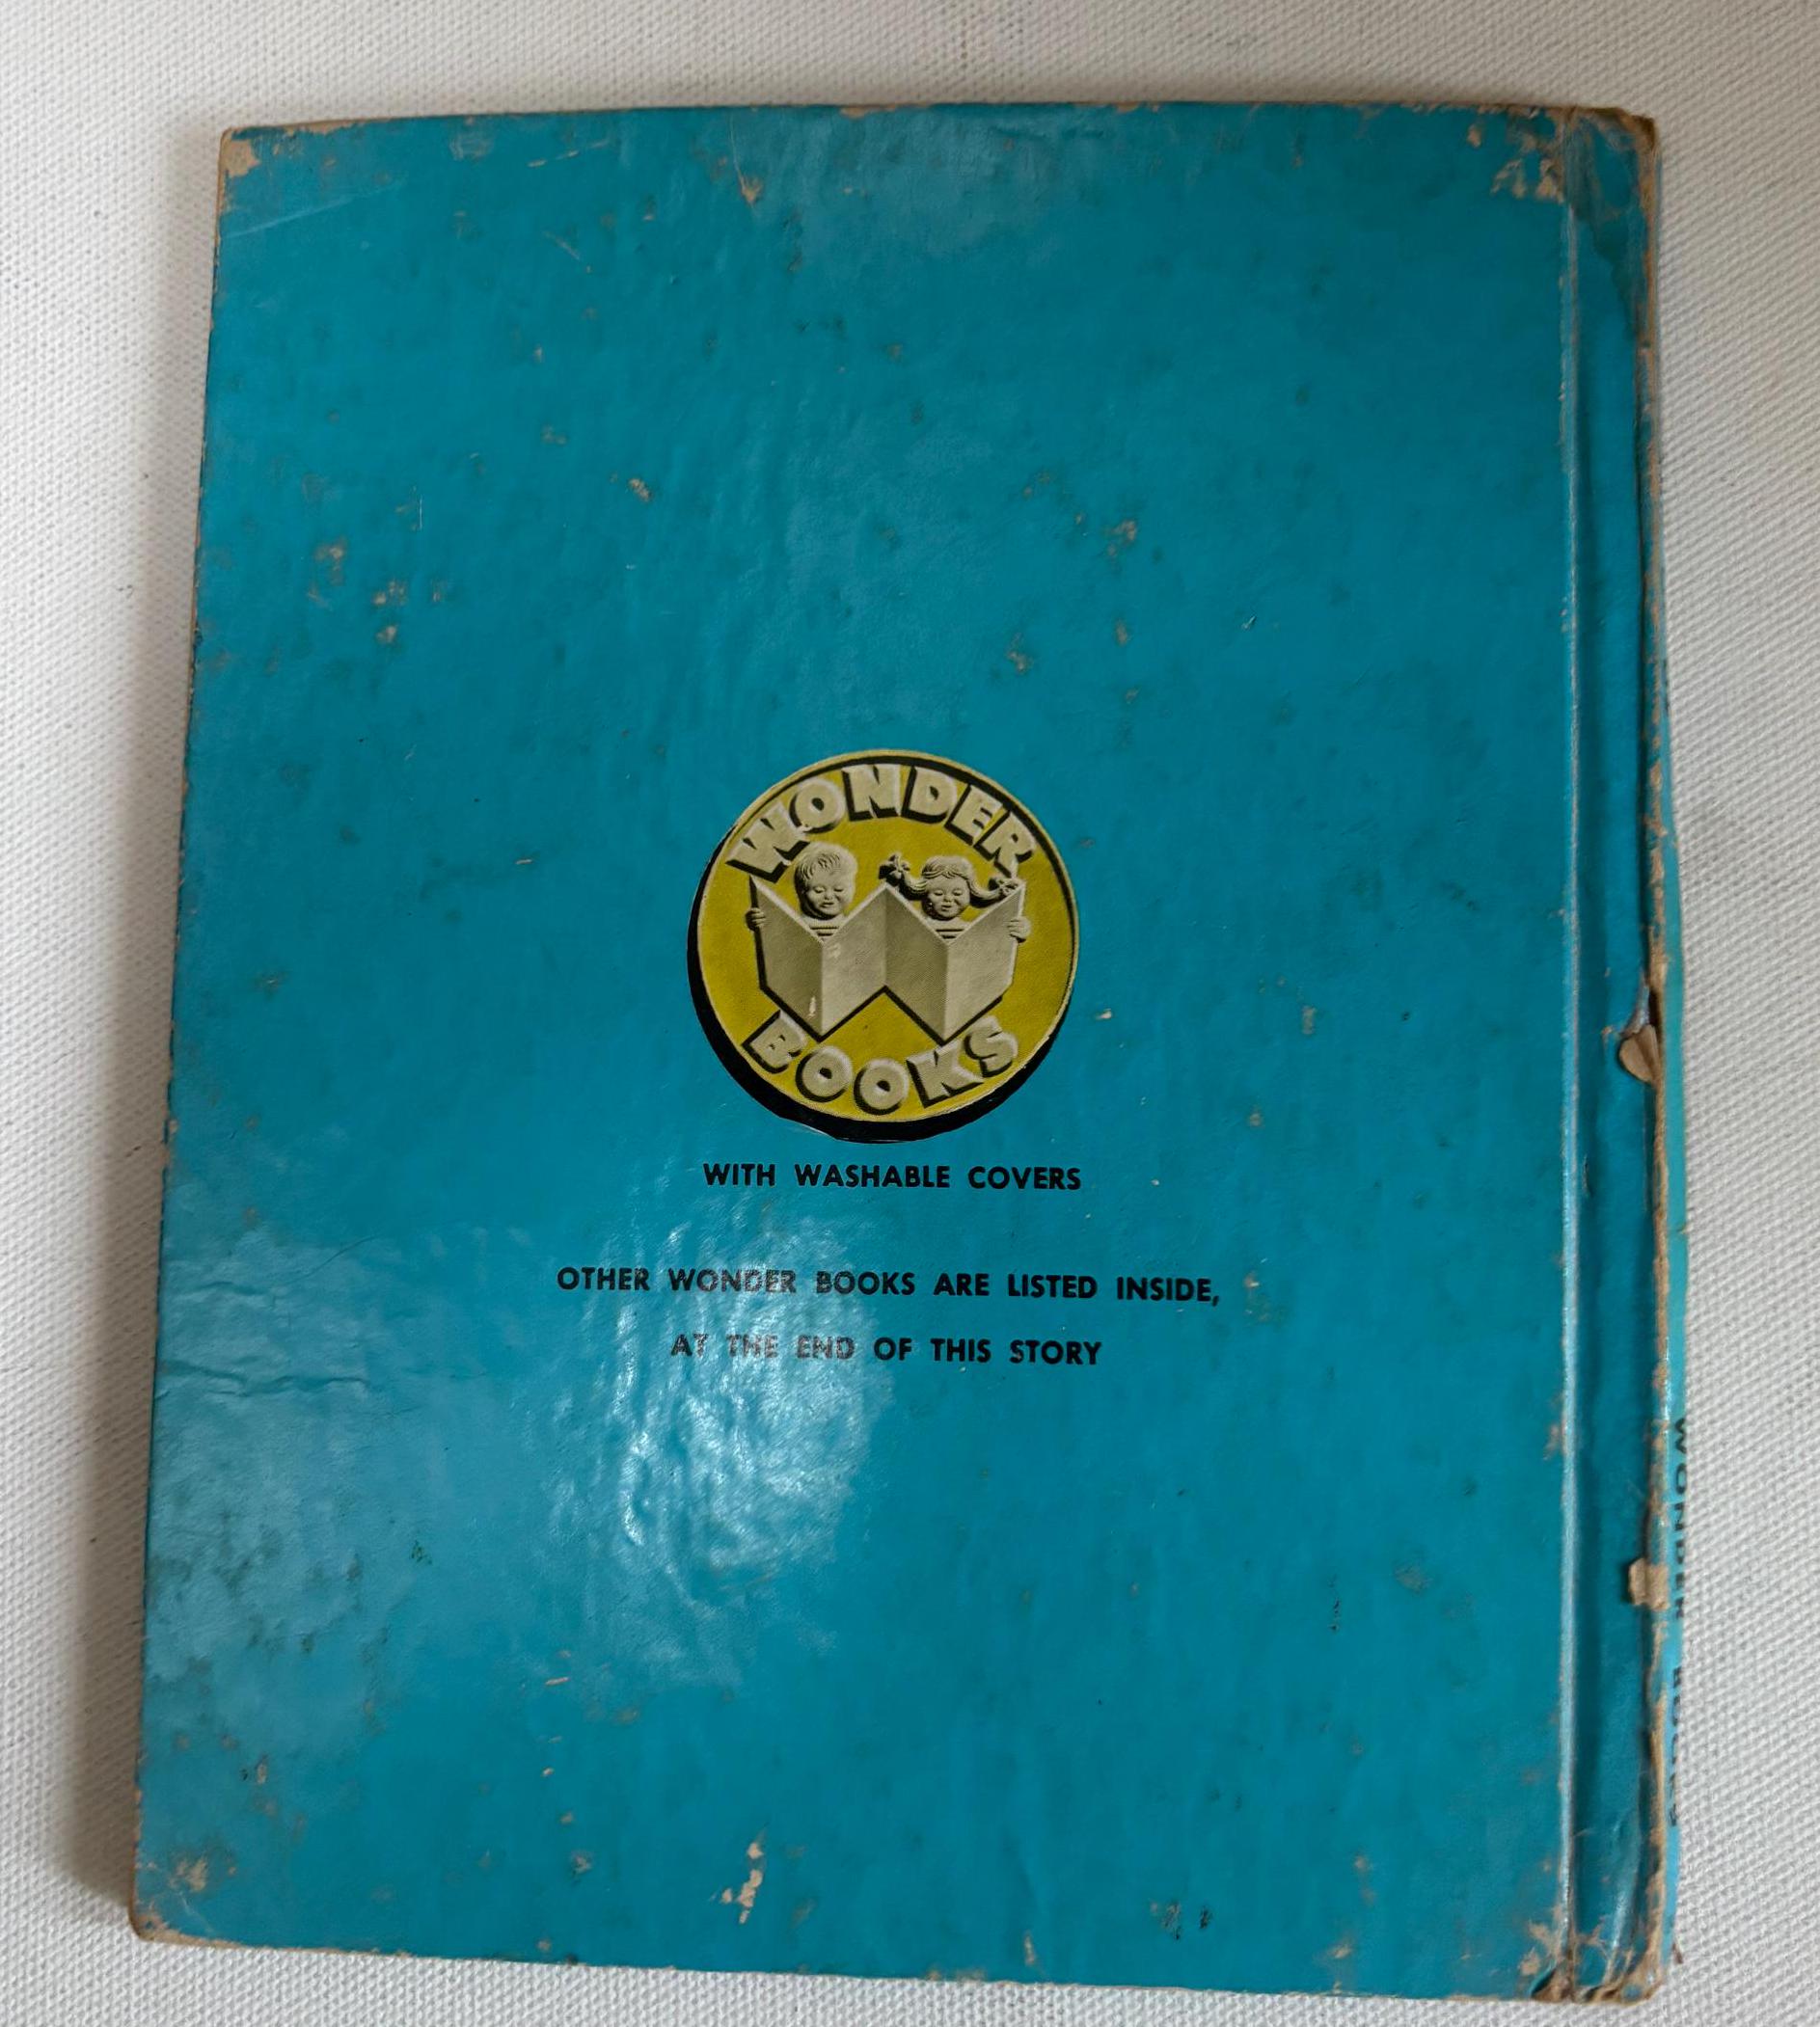 WONDER
BOOKS
WITH WASHABLE COVERS
OTHER WONDER BOOKS ARE LISTED INSIDE,
AT THE END OF THIS STORY
WONDER BOOKS